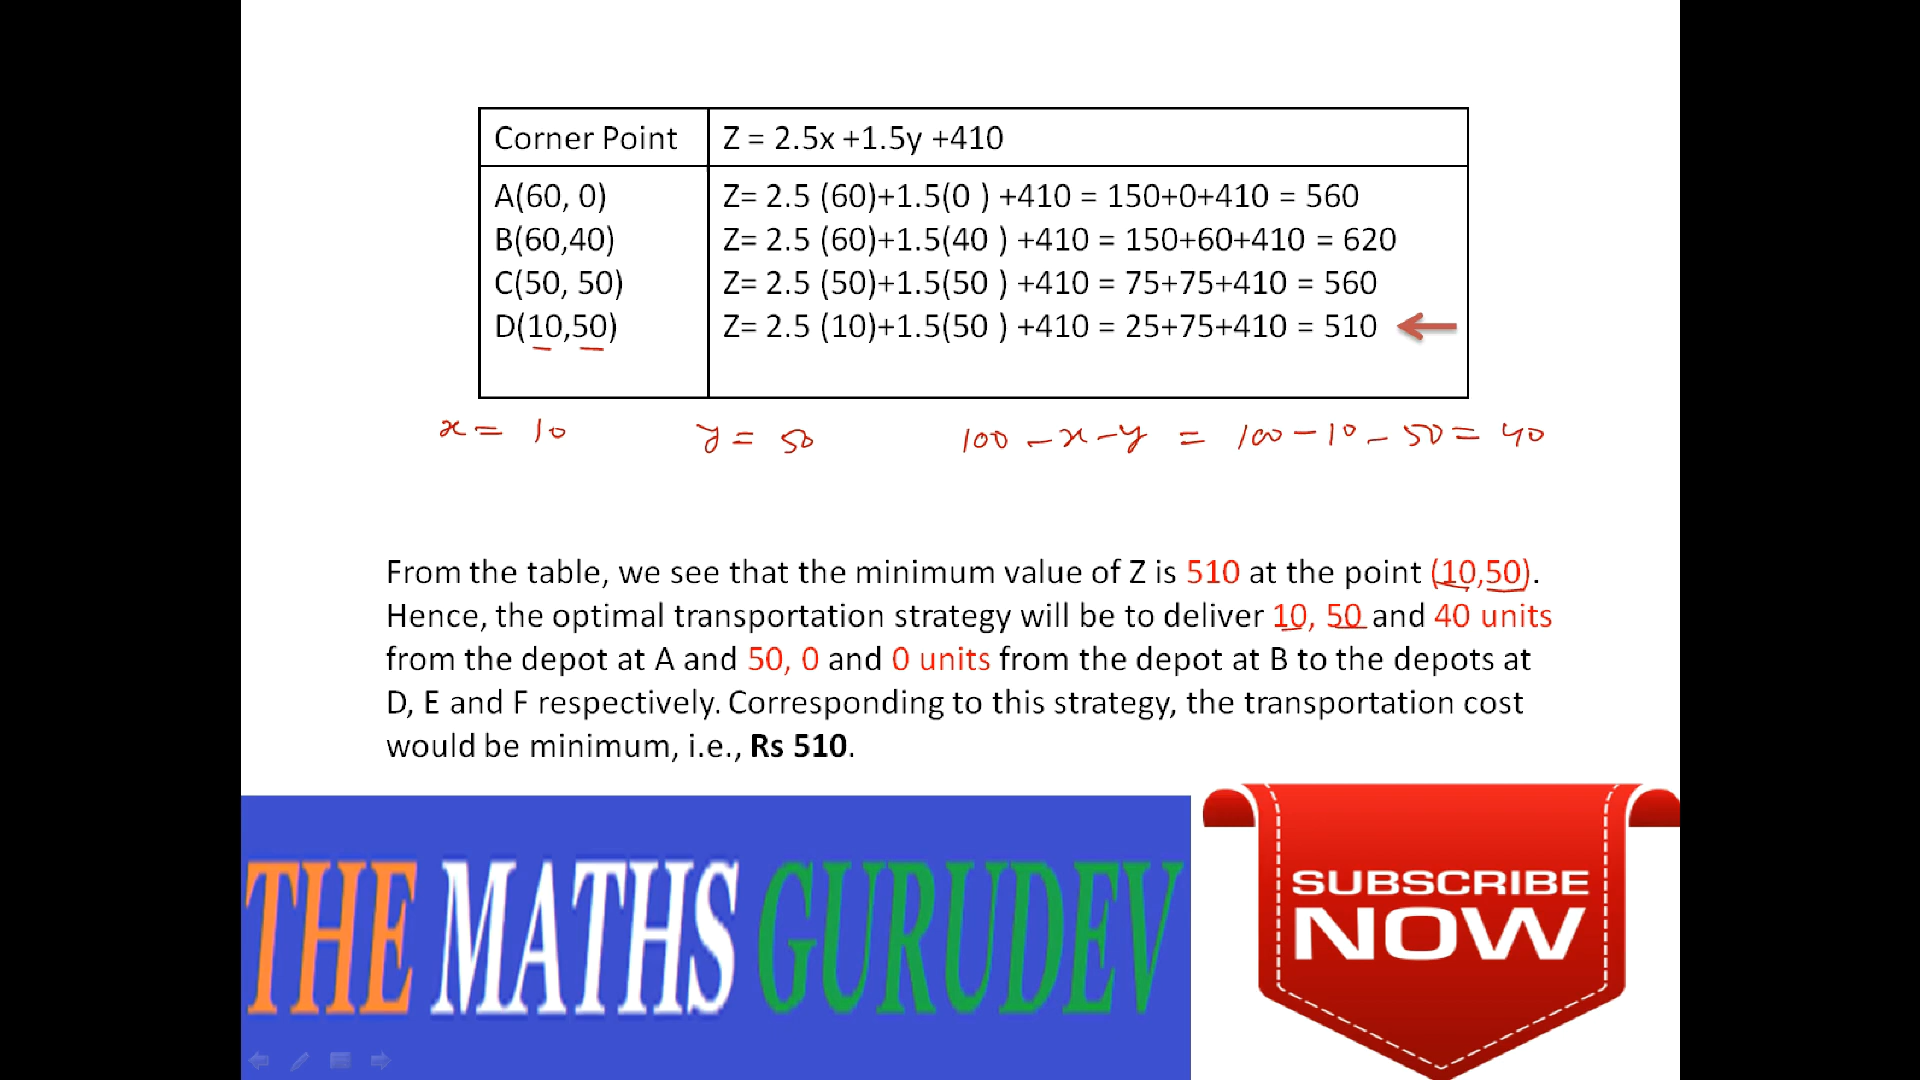 Corner Point Z = 2.5x +1.5y +410
A(60, 0) Z= 2.5 (60)+1.5(0 ) +410 = 150+0+410 = 560
B(60,40) Z= 2.5 (60)+1.5(40 ) +410 = 150+60+410 = 620
C(50, 50) Z= 2.5 (50)+1.5(50 ) +410 = 75+75+410 = 560
D(10,50) Z= 2.5 (10)+1.5(50 ) +410 = 25+75+410 = 510
x = 10 y = 50 100 - x - y = 100 - 10 - 50 = 40
From the table, we see that the minimum value of Z is 510 at the point (10,50).
Hence, the optimal transportation strategy will be to deliver 10, 50 and 40 units
from the depot at A and 50, 0 and 0 units from the depot at B to the depots at
D, E and F respectively. Corresponding to this strategy, the transportation cost
would be minimum, i.e., Rs 510.
THE MATHS GURUDEV
SUBSCRIBE
NOW